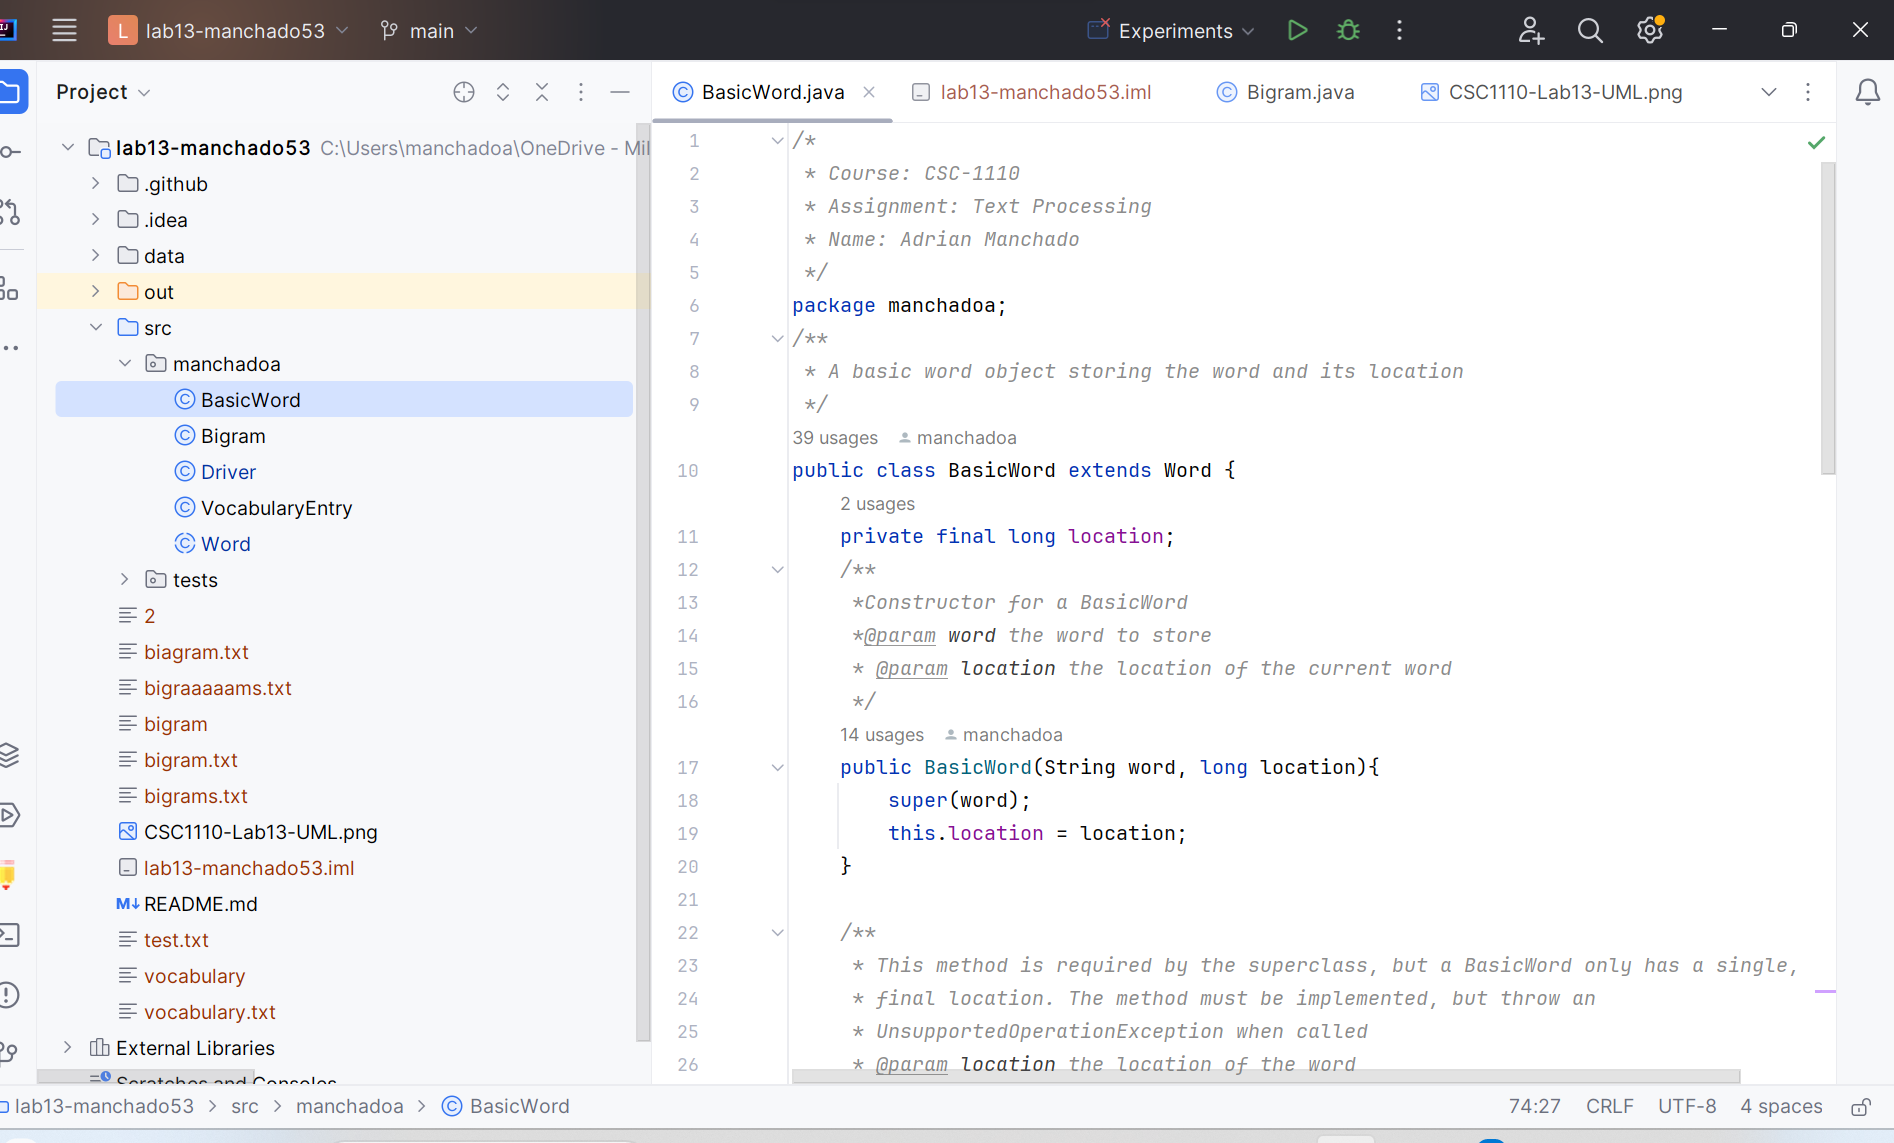 IJ
L lab13-manchado53 main Experiments
Project
lab13-manchado53 C:\Users\manchadoa\OneDrive - Mil
.github
.idea
data
out
src
manchadoa
BasicWord
Bigram
Driver
VocabularyEntry
Word
tests
2
biagram.txt
bigraaaaams.txt
bigram
bigram.txt
bigrams.txt
CSC1110-Lab13-UML.png
lab13-manchado53.iml
M↓ README.md
test.txt
vocabulary
vocabulary.txt
External Libraries
Scratches and Consoles
BasicWord.java lab13-manchado53.iml Bigram.java CSC1110-Lab13-UML.png
1 /*
2 * Course: CSC-1110
3 * Assignment: Text Processing
4 * Name: Adrian Manchado
5 */
6 package manchadoa;
7 /**
8 * A basic word object storing the word and its location
9 */
39 usages manchadoa
10 public class BasicWord extends Word {
2 usages
11 private final long location;
12 /**
13 *Constructor for a BasicWord
14 *@param word the word to store
15 * @param location the location of the current word
16 */
14 usages manchadoa
17 public BasicWord(String word, long location){
18 super(word);
19 this.location = location;
20 }
21
22 /**
23 * This method is required by the superclass, but a BasicWord only has a single,
24 * final location. The method must be implemented, but throw an
25 * UnsupportedOperationException when called
26 * @param location the location of the word
lab13-manchado53 > src > manchadoa > BasicWord 74:27 CRLF UTF-8 4 spaces